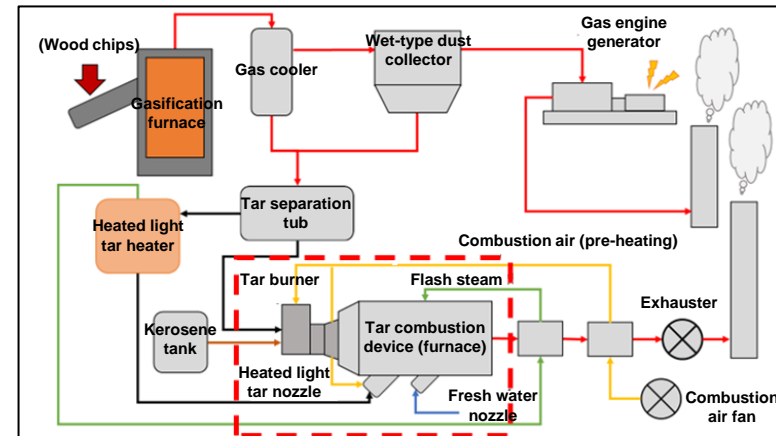 (Wood chips)
Gasification
furnace
Gas cooler
Wet-type dust
collector
Gas engine
generator
Tar separation
tub
Heated light
tar heater
Combustion air (pre-heating)
Tar burner
Flash steam
Exhauster
Kerosene
tank
Tar combustion
device (furnace)
Heated light
tar nozzle
Fresh water
nozzle
Combustion
air fan